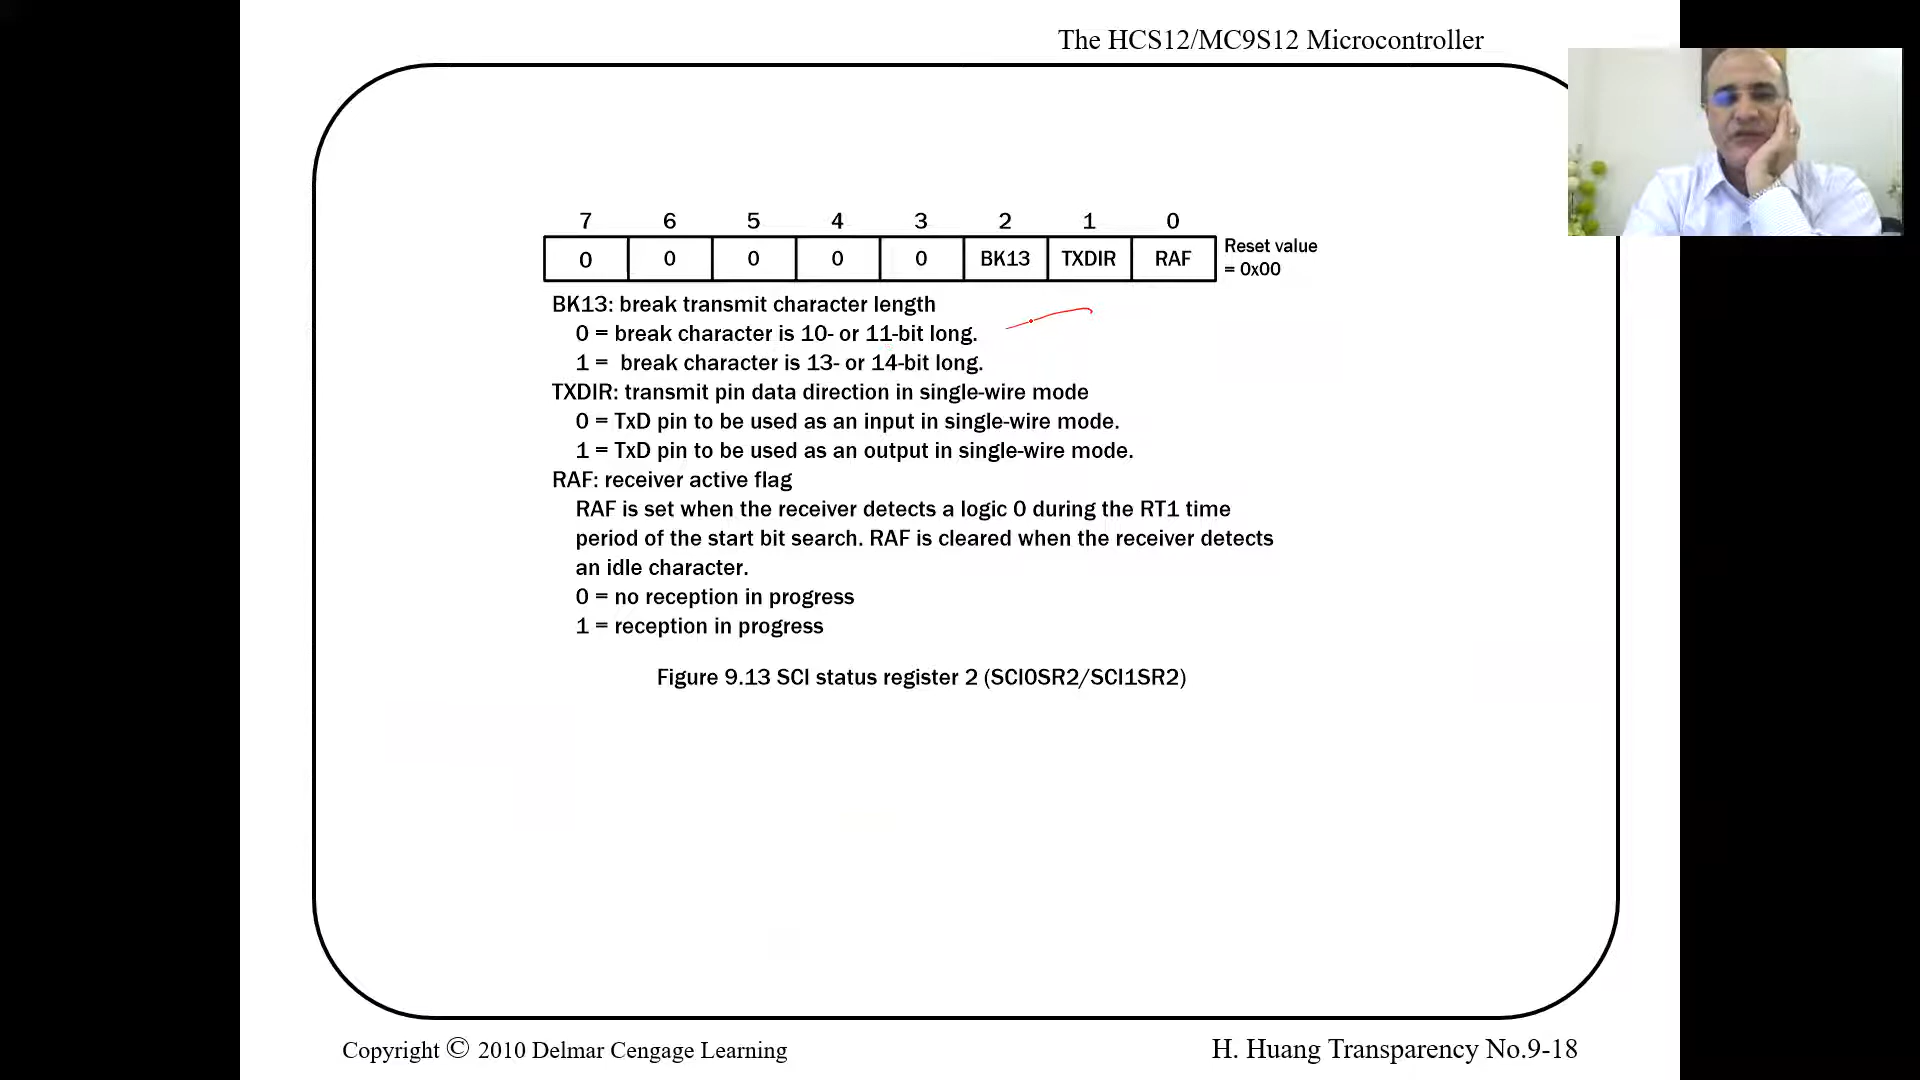 The HCS12/MC9S12 Microcontroller
7 6 5 4 3 2 1 0
0 0 0 0 0 BK13 TXDIR RAF
Reset value
= 0x00
BK13: break transmit character length
0 = break character is 10- or 11-bit long.
1 = break character is 13- or 14-bit long.
TXDIR: transmit pin data direction in single-wire mode
0 = TxD pin to be used as an input in single-wire mode.
1 = TxD pin to be used as an output in single-wire mode.
RAF: receiver active flag
RAF is set when the receiver detects a logic 0 during the RT1 time
period of the start bit search. RAF is cleared when the receiver detects
an idle character.
0 = no reception in progress
1 = reception in progress
Figure 9.13 SCI status register 2 (SCI0SR2/SCI1SR2)
Copyright © 2010 Delmar Cengage Learning
H. Huang Transparency No.9-18